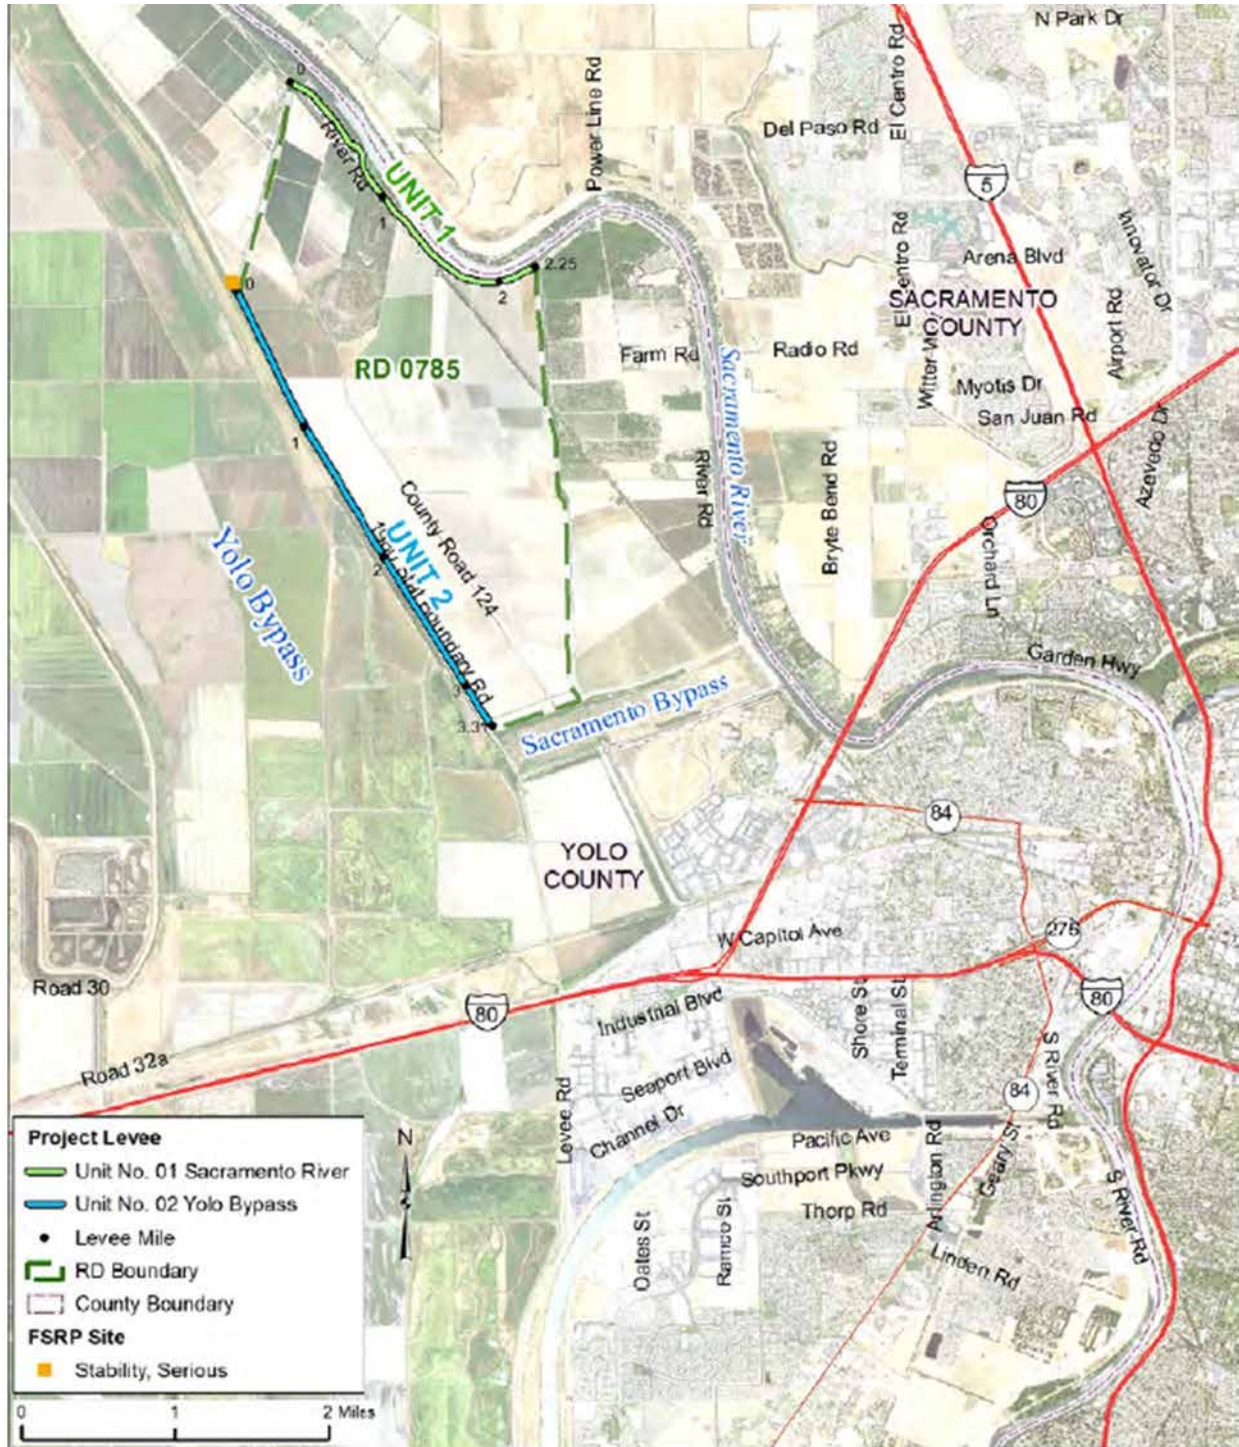 N Park Dr
El Centro Rd
0
Power Line Rd
Del Paso Rd
River Rd
UNIT 1
5
1
Innovator Dr
El Centro Rd
Arena Blvd
2.25
2
0
SACRAMENTO
COUNTY
Airport Rd
RD 0785
Farm Rd
Radio Rd
Sacramento River
Myotis Dr
San Juan Rd
Azevedo Dr
1
River Rd
Bryte Bend Rd
80
County Road 124
Orchard Ln
Yolo Bypass
UNIT 2
2
Garden Hwy
3
3.31
Sacramento Bypass
84
YOLO
COUNTY
W Capitol Ave
276
Road 30
80
Industrial Blvd
Shore St
Terminal St
80
Road 32a
Seaport Blvd
S River Rd
Levee Rd
Channel Dr
84
Pacific Ave
Southport Pkwy
Thorp Rd
Arlington Rd
Geary St
S River Rd
Oates St
Ramco St
Linden Rd
N
Project Levee
Unit No. 01 Sacramento River
Unit No. 02 Yolo Bypass
Levee Mile
RD Boundary
County Boundary
FSRP Site
Stability, Serious
0 1 2 Miles